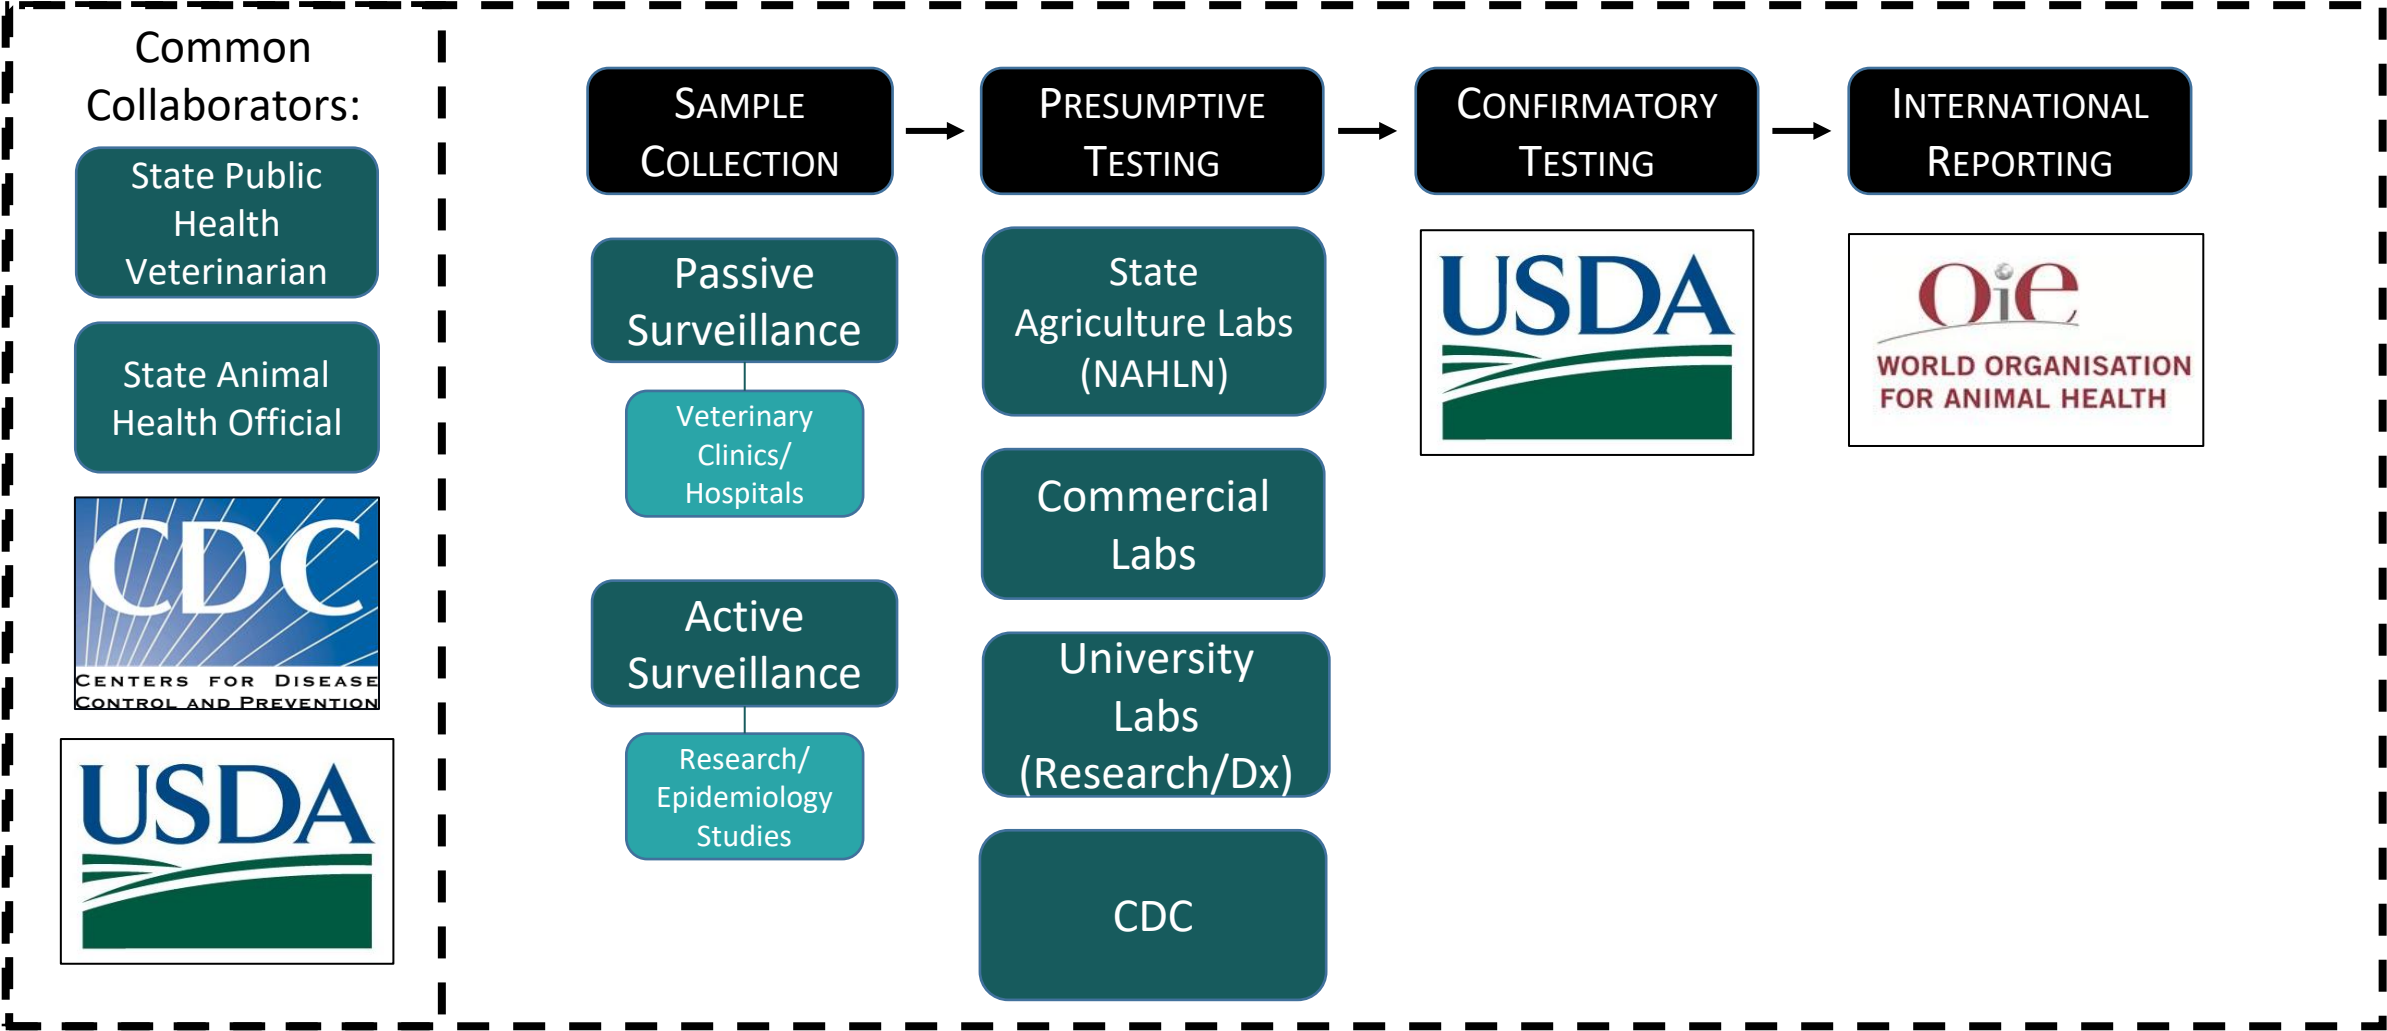 Common
Collaborators:
State Public
Health
Veterinarian
State Animal
Health Official
CDC
CENTERS FOR DISEASE
CONTROL AND PREVENTION
USDA
SAMPLE
COLLECTION
Passive
Surveillance
Veterinary
Clinics/
Hospitals
Active
Surveillance
Research/
Epidemiology
Studies
PRESUMPTIVE
TESTING
State
Agriculture Labs
(NAHLN)
Commercial
Labs
University
Labs
(Research/Dx)
CDC
CONFIRMATORY
TESTING
USDA
INTERNATIONAL
REPORTING
Oie
WORLD ORGANISATION
FOR ANIMAL HEALTH